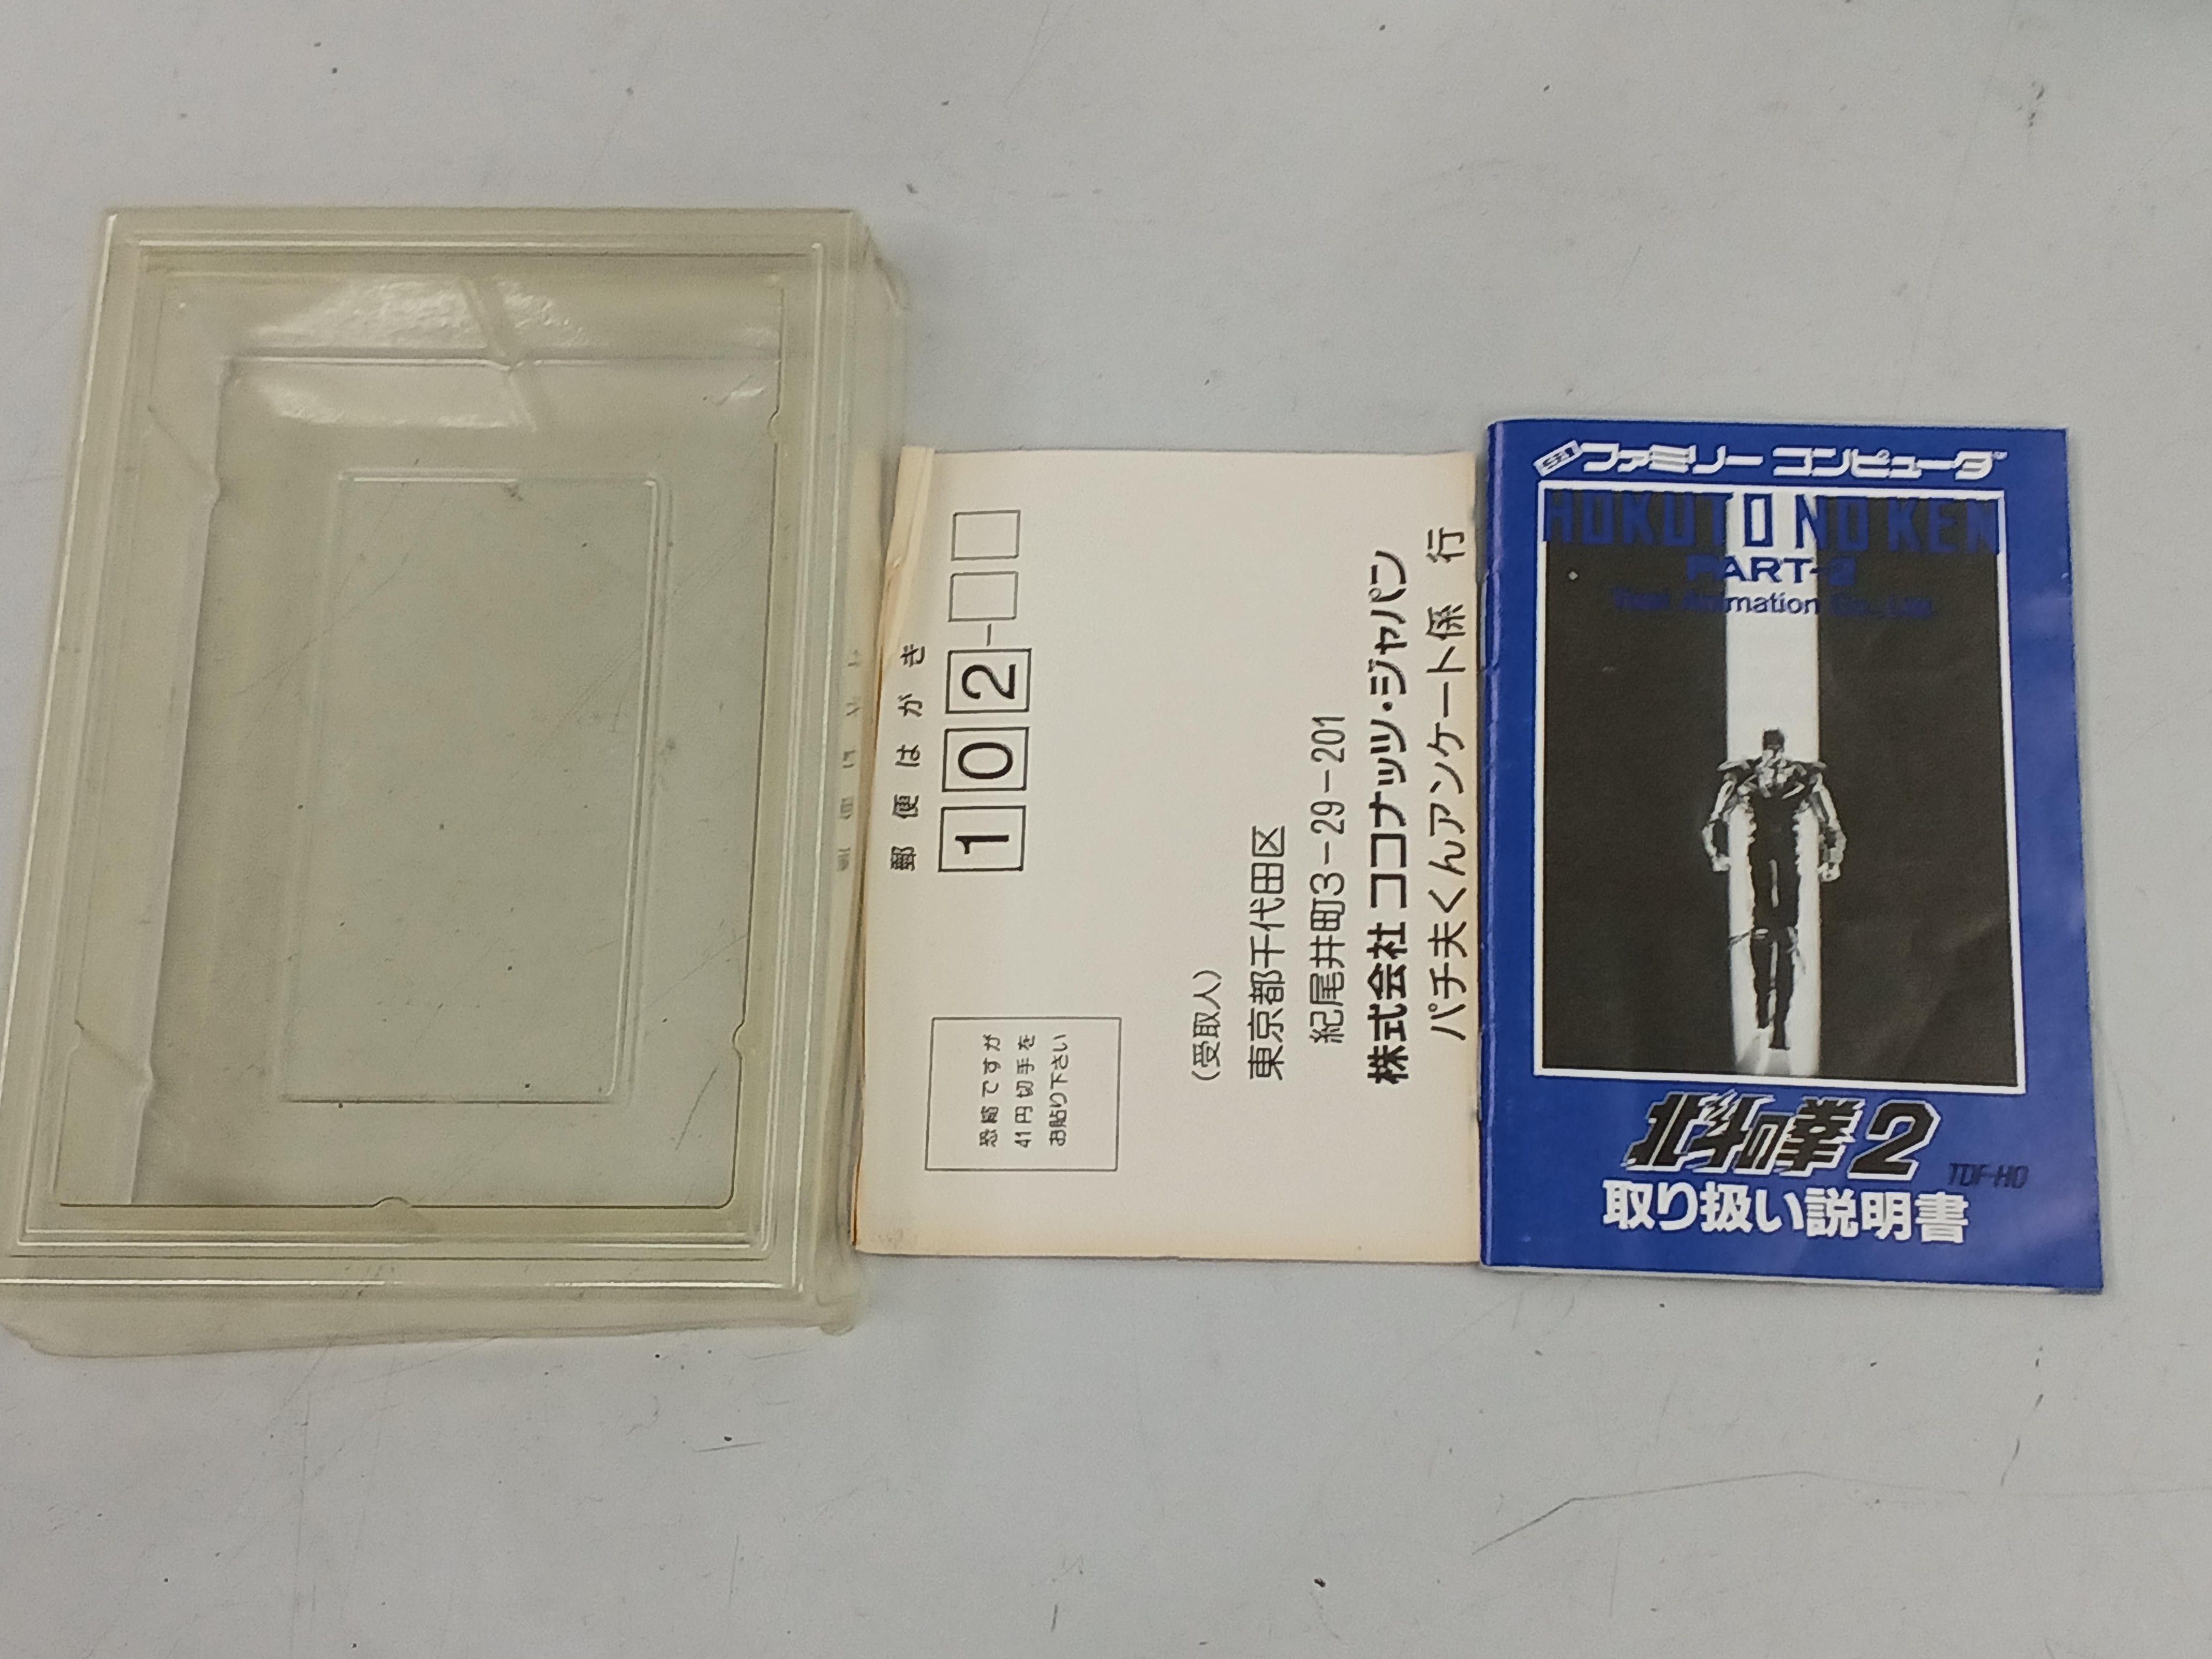 郵便はがき
102-
恐縮ですが
41円切手を
お貼り下さい
(受取人)
東京都千代田区
紀尾井町3-29-201
株式会社 ココナッツ・ジャパン
パチ夫くんアンケート係 行
ファミリー コンピュータ
HOKUTO NO KEN
PART-2
Toei Animation Co.,Ltd.
北斗の拳2
TDF-HO
取り扱い説明書